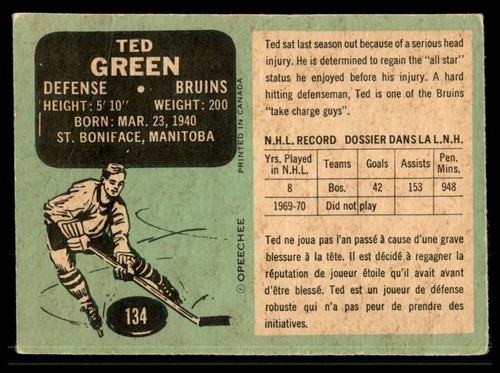 TED
GREEN
DEFENSE • BRUINS
HEIGHT: 5' 10" WEIGHT: 200
BORN: MAR. 23, 1940
ST. BONIFACE, MANITOBA
PRINTED IN CANADA
© OPEECHEE
134
Ted sat last season out because of a serious head
injury. He is determined to regain the "all star"
status he enjoyed before his injury. A hard
hitting defenseman, Ted is one of the Bruins
"take charge guys".
N.H.L. RECORD DOSSIER DANS LA L.N.H.
Yrs. Played in N.H.L. Teams Goals Assists Pen. Mins.
8 Bos. 42 153 948
1969-70 Did not play
Ted ne joua pas l'an passé à cause d'une grave
blessure à la tête. Il est décidé à regagner la
réputation de joueur étoile qu'il avait avant
d'être blessé. Ted est un joueur de défense
robuste qui n'a pas peur de prendre des
initiatives.